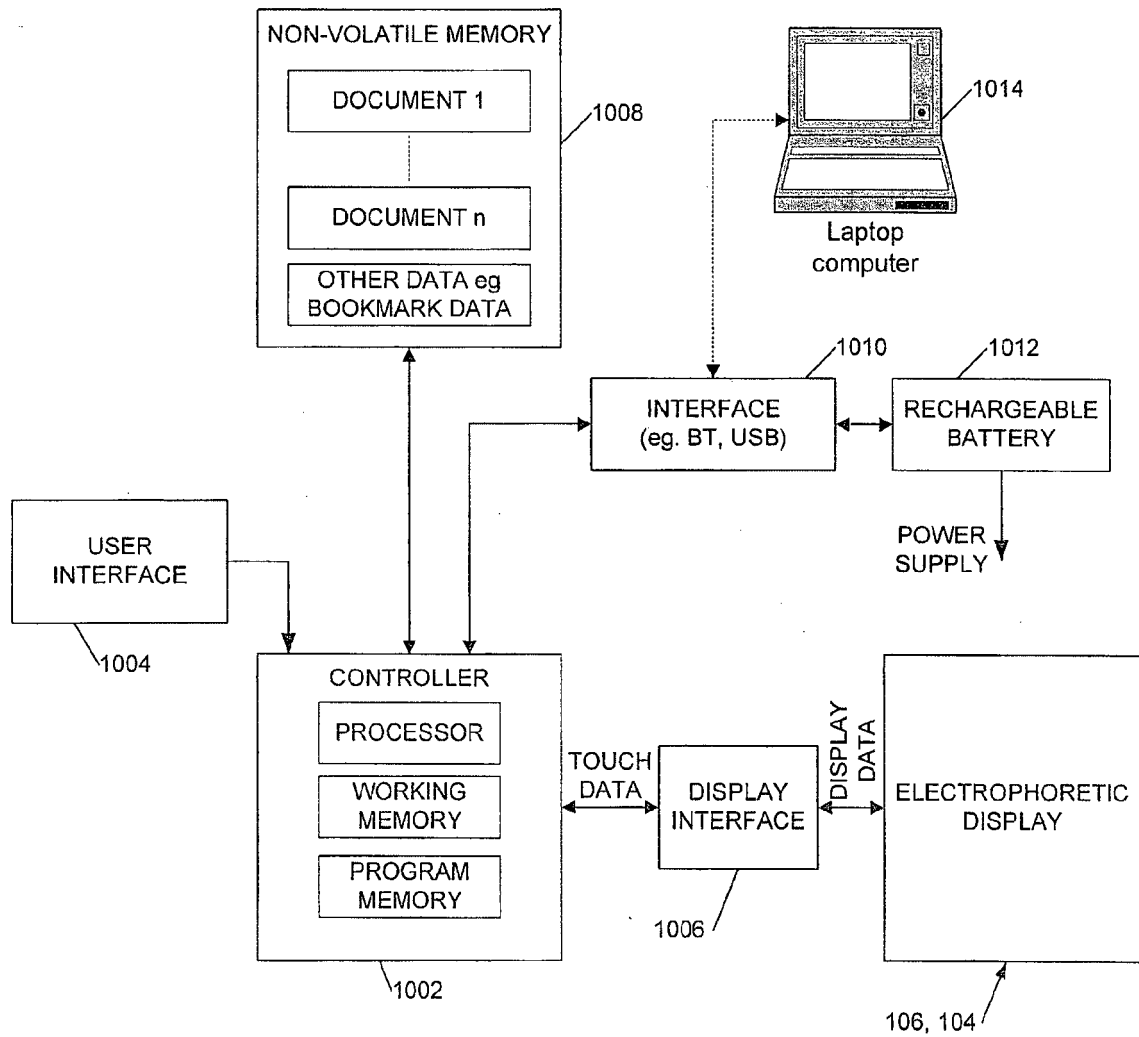 NON-VOLATILE MEMORY
DOCUMENT 1
DOCUMENT n
OTHER DATA eg
BOOKMARK DATA
1008
1014
Laptop
computer
1010
INTERFACE
(eg. BT, USB)
1012
RECHARGEABLE
BATTERY
POWER
SUPPLY
USER
INTERFACE
1004
CONTROLLER
PROCESSOR
WORKING
MEMORY
PROGRAM
MEMORY
1002
TOUCH
DATA
DISPLAY
INTERFACE
1006
DISPLAY
DATA
ELECTROPHORETIC
DISPLAY
106, 104